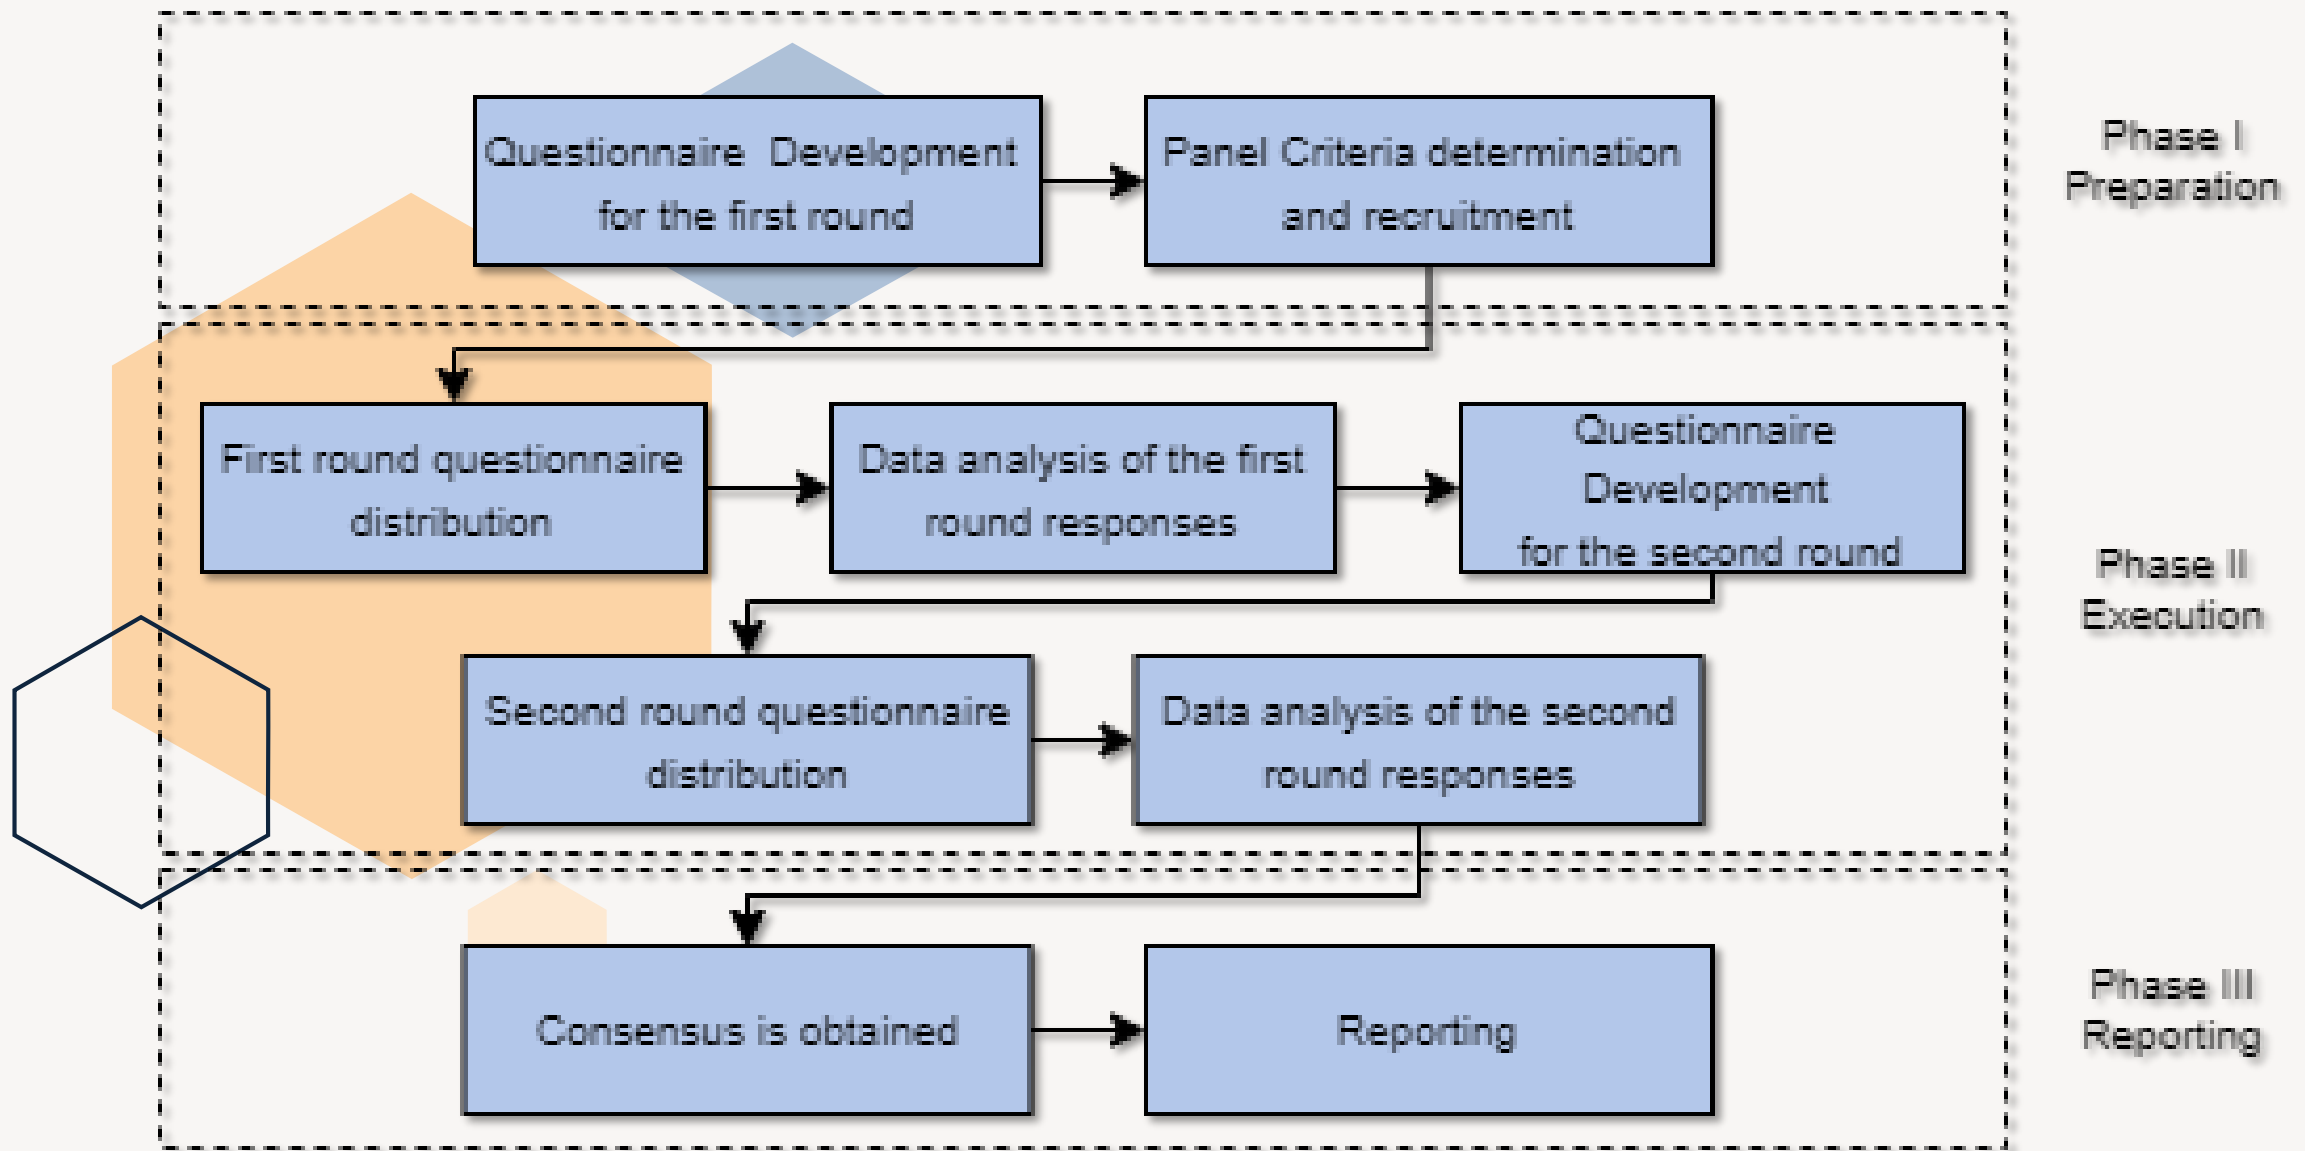 Questionnaire Development
for the first round
Panel Criteria determination
and recruitment
Phase I
Preparation
First round questionnaire
distribution
Data analysis of the first
round responses
Questionnaire
Development
for the second round
Phase II
Execution
Second round questionnaire
distribution
Data analysis of the second
round responses
Consensus is obtained
Reporting
Phase III
Reporting